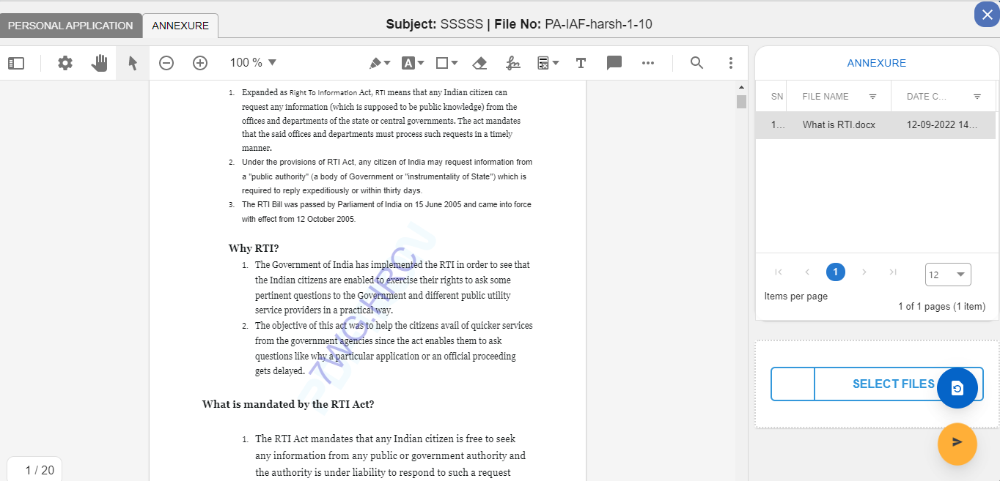 PERSONAL APPLICATION
ANNEXURE
Subject: SSSSS | File No: PA-IAF-harsh-1-10
100 %
1. Expanded as Right To Information Act, RTI means that any Indian citizen can
request any information (which is supposed to be public knowledge) from the
offices and departments of the state or central governments. The act mandates
that the said offices and departments must process such requests in a timely
manner.
2. Under the provisions of RTI Act, any citizen of India may request information from
a "public authority" (a body of Government or "instrumentality of State") which is
required to reply expeditiously or within thirty days.
3. The RTI Bill was passed by Parliament of India on 15 June 2005 and came into force
with effect from 12 October 2005.
Why RTI?
1. The Government of India has implemented the RTI in order to see that
the Indian citizens are enabled to exercise their rights to ask some
pertinent questions to the Government and different public utility
service providers in a practical way.
2. The objective of this act was to help the citizens avail of quicker services
from the government agencies since the act enables them to ask
questions like why a particular application or an official proceeding
gets delayed.
What is mandated by the RTI Act?
1. The RTI Act mandates that any Indian citizen is free to seek
any information from any public or government authority and
the authority is under liability to respond to such a request
7WG.HRC
1 / 20
ANNEXURE
SN FILE NAME DATE C...
1... What is RTI.docx 12-09-2022 14...
1
12
Items per page
1 of 1 pages (1 item)
SELECT FILES